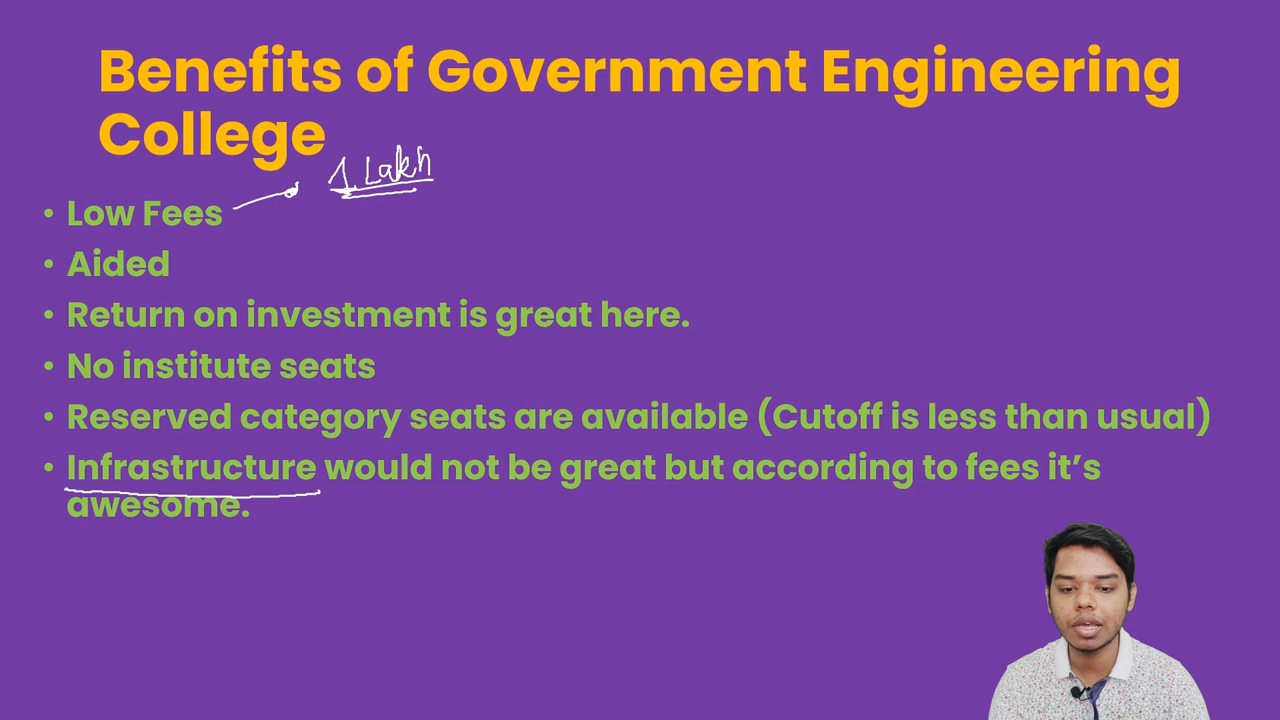 Benefits of Government Engineering
College
1 Lakh
• Low Fees
• Aided
• Return on investment is great here.
• No institute seats
• Reserved category seats are available (Cutoff is less than usual)
• Infrastructure would not be great but according to fees it’s
awesome.